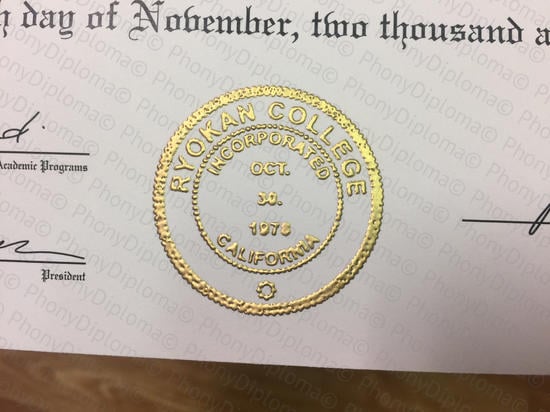 day of November, two thousand a
Academic Programs
President
RYOKAN COLLEGE
INCORPORATED
OCT.
30.
1978
CALIFORNIA
PhonyDiploma©